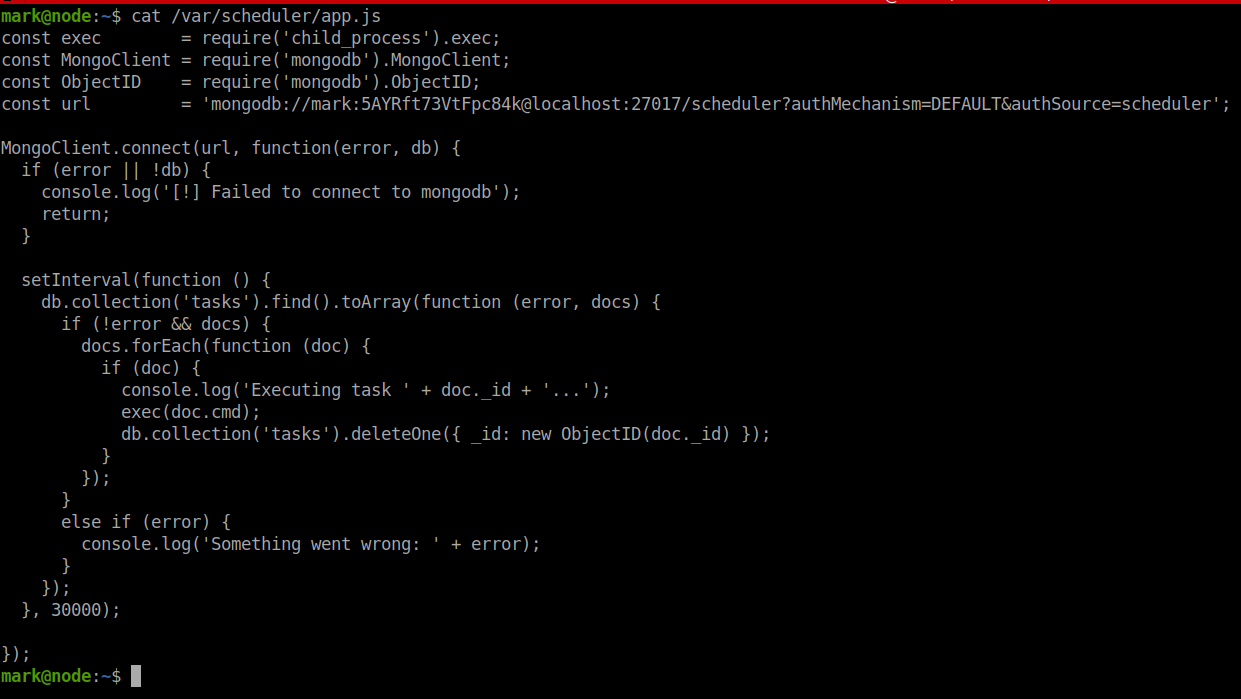 mark@node:~$ cat /var/scheduler/app.js
const exec        = require('child_process').exec;
const MongoClient = require('mongodb').MongoClient;
const ObjectID    = require('mongodb').ObjectID;
const url         = 'mongodb://mark:5AYRft73VtFpc84k@localhost:27017/scheduler?authMechanism=DEFAULT&authSource=scheduler';

MongoClient.connect(url, function(error, db) {
  if (error || !db) {
    console.log('[!] Failed to connect to mongodb');
    return;
  }

  setInterval(function () {
    db.collection('tasks').find().toArray(function (error, docs) {
      if (!error && docs) {
        docs.forEach(function (doc) {
          if (doc) {
            console.log('Executing task ' + doc._id + '...');
            exec(doc.cmd);
            db.collection('tasks').deleteOne({ _id: new ObjectID(doc._id) });
          }
        });
      }
      else if (error) {
        console.log('Something went wrong: ' + error);
      }
    });
  }, 30000);

});
mark@node:~$